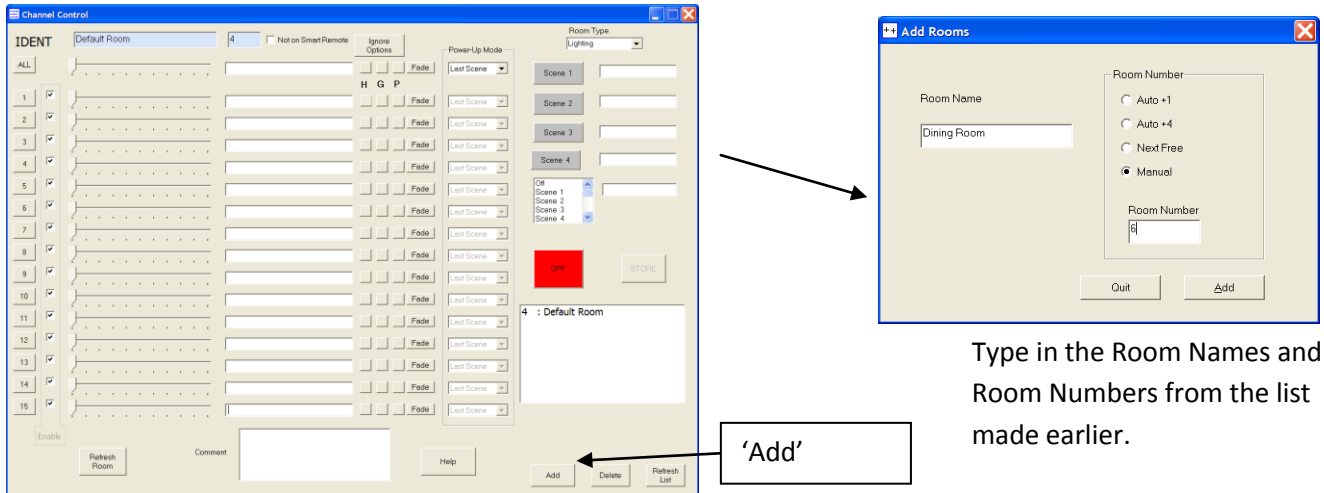 Channel Control
IDENT
Default Room
4
Not on Smart Remote
Ignore Options
Room Type
Lighting
Power-Up Mode
ALL
Fade
Last Scene
H G P
1
Fade
Last Scene
2
Fade
Last Scene
3
Fade
Last Scene
4
Fade
Last Scene
5
Fade
Last Scene
6
Fade
Last Scene
7
Fade
Last Scene
8
Fade
Last Scene
9
Fade
Last Scene
10
Fade
Last Scene
11
Fade
Last Scene
12
Fade
Last Scene
13
Fade
Last Scene
14
Fade
Last Scene
15
Fade
Last Scene
Enable
Refresh Room
Comment
Help
Scene 1
Scene 2
Scene 3
Scene 4
Off
Scene 1
Scene 2
Scene 3
Scene 4
OFF
STORE
4 : Default Room
Add
Delete
Refresh List
‘Add’
Add Rooms
Room Name
Dining Room
Room Number
Auto +1
Auto +4
Next Free
Manual
Room Number
6
Quit
Add
Type in the Room Names and
Room Numbers from the list
made earlier.